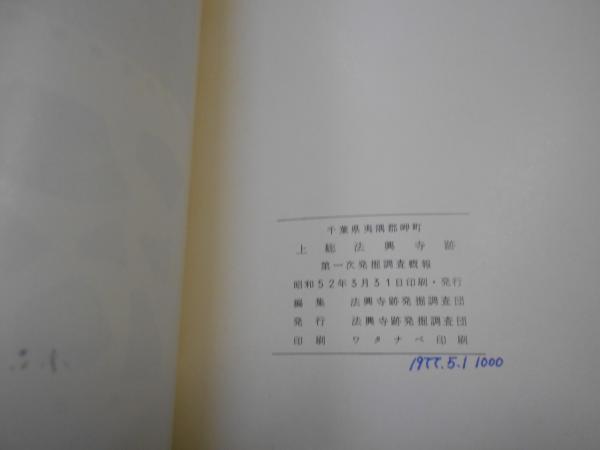 千葉県夷隅郡岬町
上総法興寺跡
第一次発掘調査概報
昭和52年3月31日印刷・発行
編集 法興寺跡発掘調査団
発行 法興寺跡発掘調査団
印刷 ワタナベ印刷
1977.5.1 1000